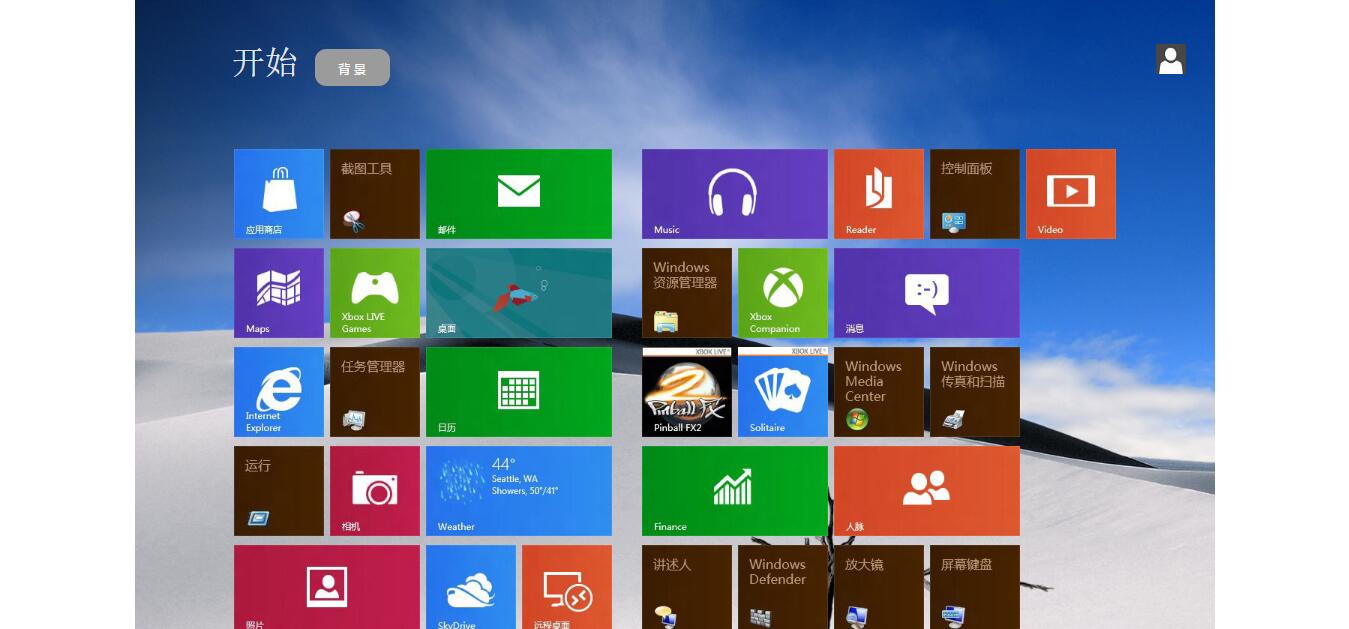 开始
背景
应用商店
截图工具
邮件
Music
Reader
控制面板
Video
Maps
Xbox LIVE
Games
桌面
Windows
资源管理器
Xbox
Companion
:-)
消息
Internet
Explorer
任务管理器
日历
XBOX LIVE
Pinball FX
Pinball FX2
XBOX LIVE
Solitaire
Windows
Media
Center
Windows
传真和扫描
运行
相机
44°
Seattle, WA
Showers, 50°/41°
Weather
Finance
人脉
照片
SkyDrive
远程桌面
讲述人
Windows
Defender
放大镜
屏幕键盘